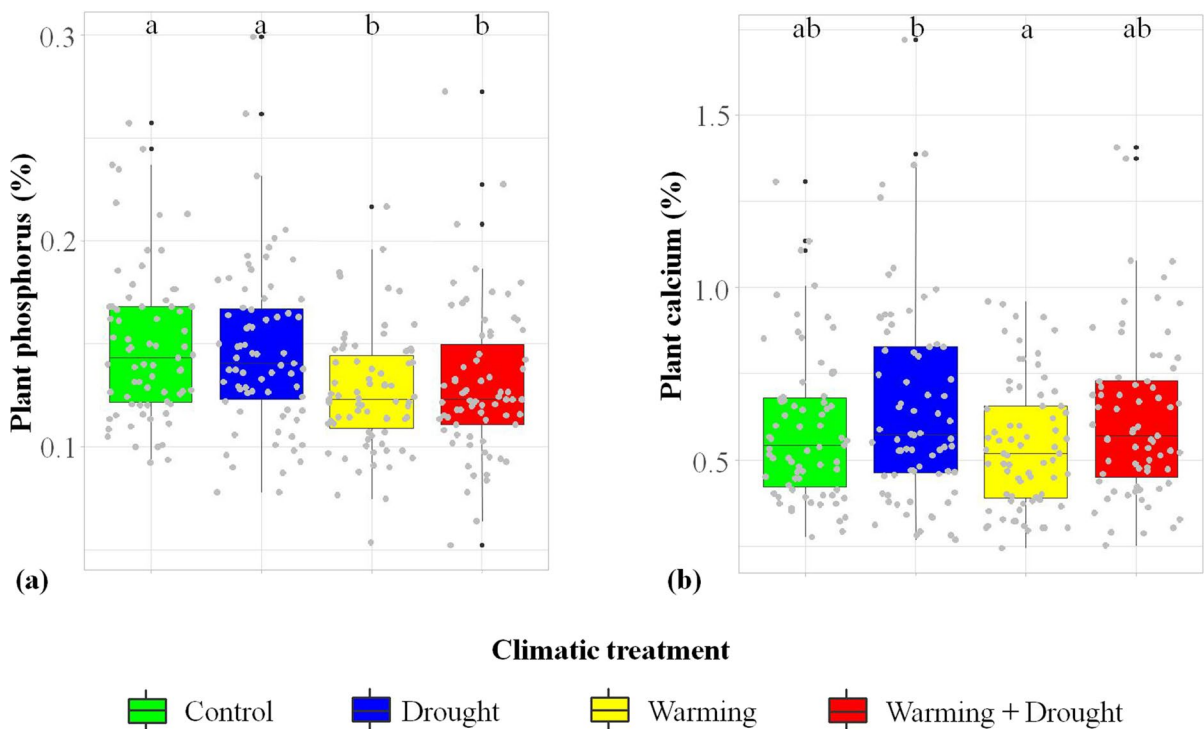 a a b b
0.3
0.2
0.1
Plant phosphorus (%)
(a)
ab b a ab
1.5
1.0
0.5
Plant calcium (%)
(b)
Climatic treatment
Control Drought Warming Warming + Drought